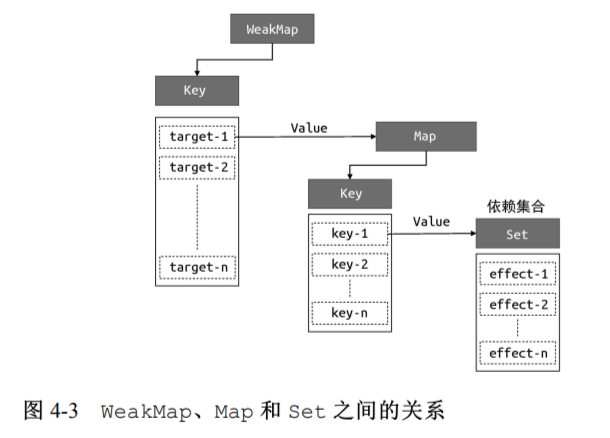 WeakMap
Key
target-1
target-2
target-n
Value
Map
Key
key-1
key-2
key-n
Value
依赖集合
Set
effect-1
effect-2
effect-n
图 4-3 WeakMap、Map 和 Set 之间的关系